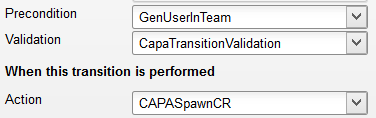 Precondition GenUserInTeam
Validation CapaTransitionValidation
When this transition is performed
Action CAPASpawnCR